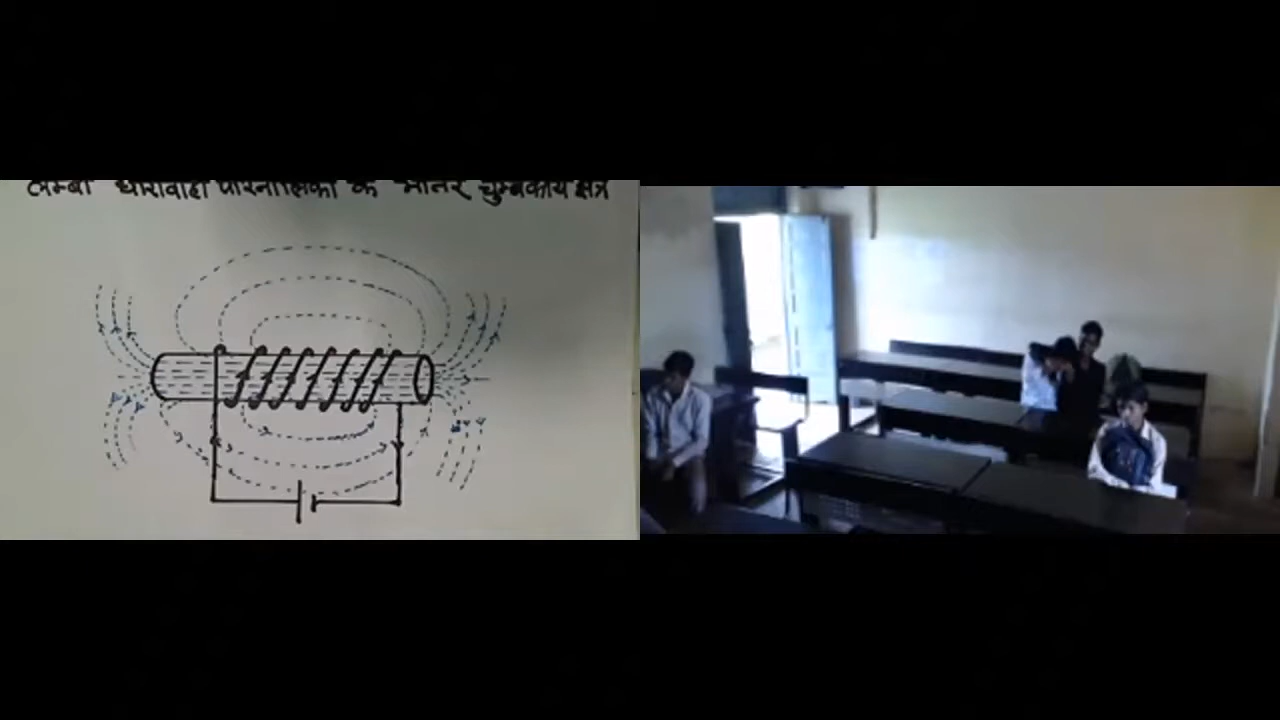 लम्बी धारावाही परिनालिका के भीतर चुम्बकीय क्षेत्र